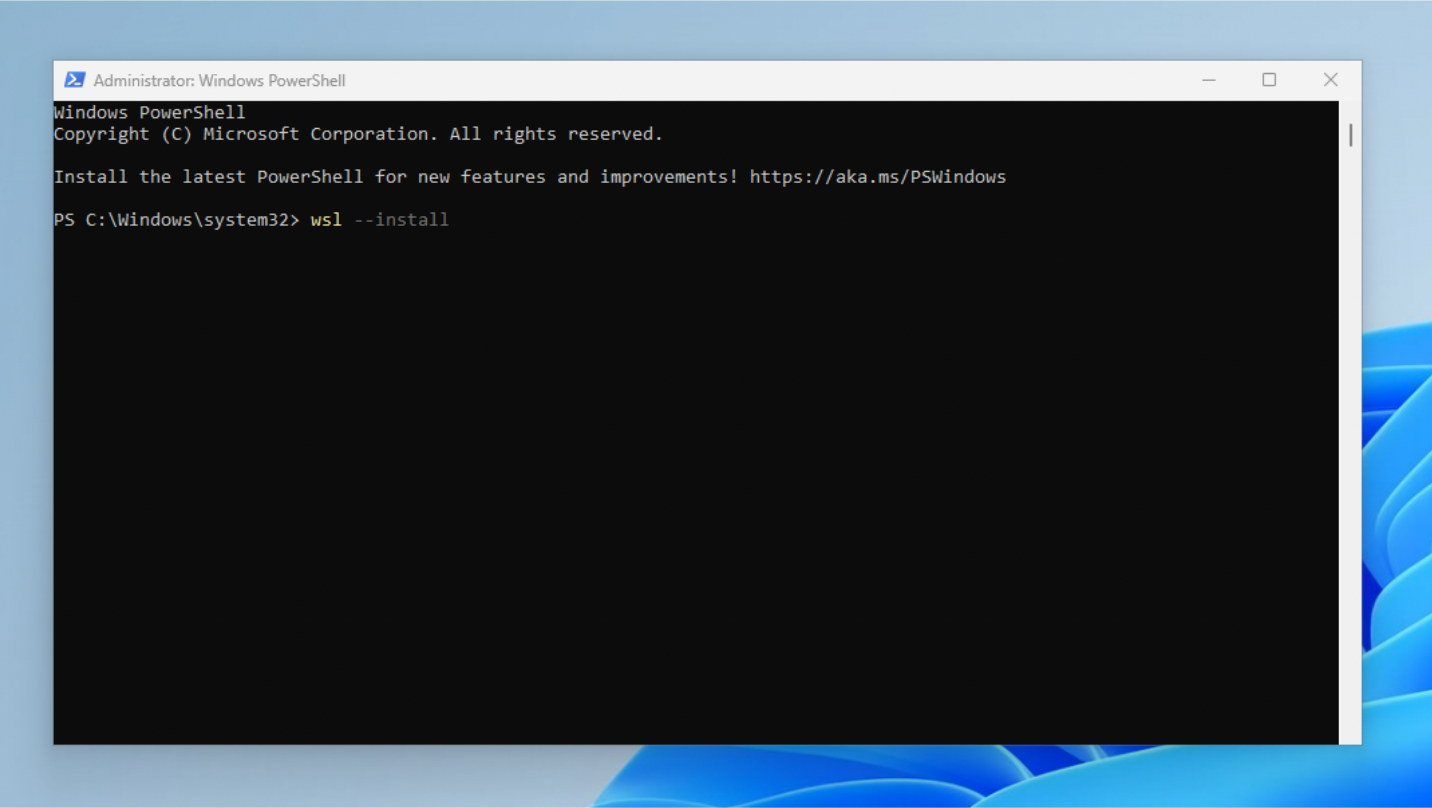 Administrator: Windows PowerShell
Windows PowerShell
Copyright (C) Microsoft Corporation. All rights reserved.
Install the latest PowerShell for new features and improvements! https://aka.ms/PSWindows
PS C:\Windows\system32> wsl --install